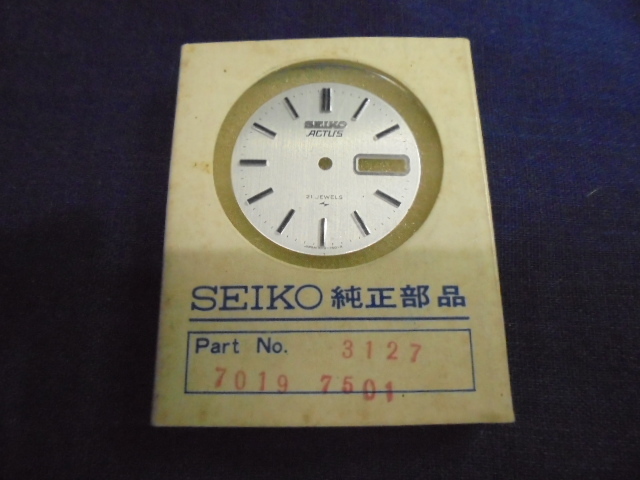 SEIKO
ACTUS
21 JEWELS
SEIKO 純正部品
Part No. 3127
7019 7501